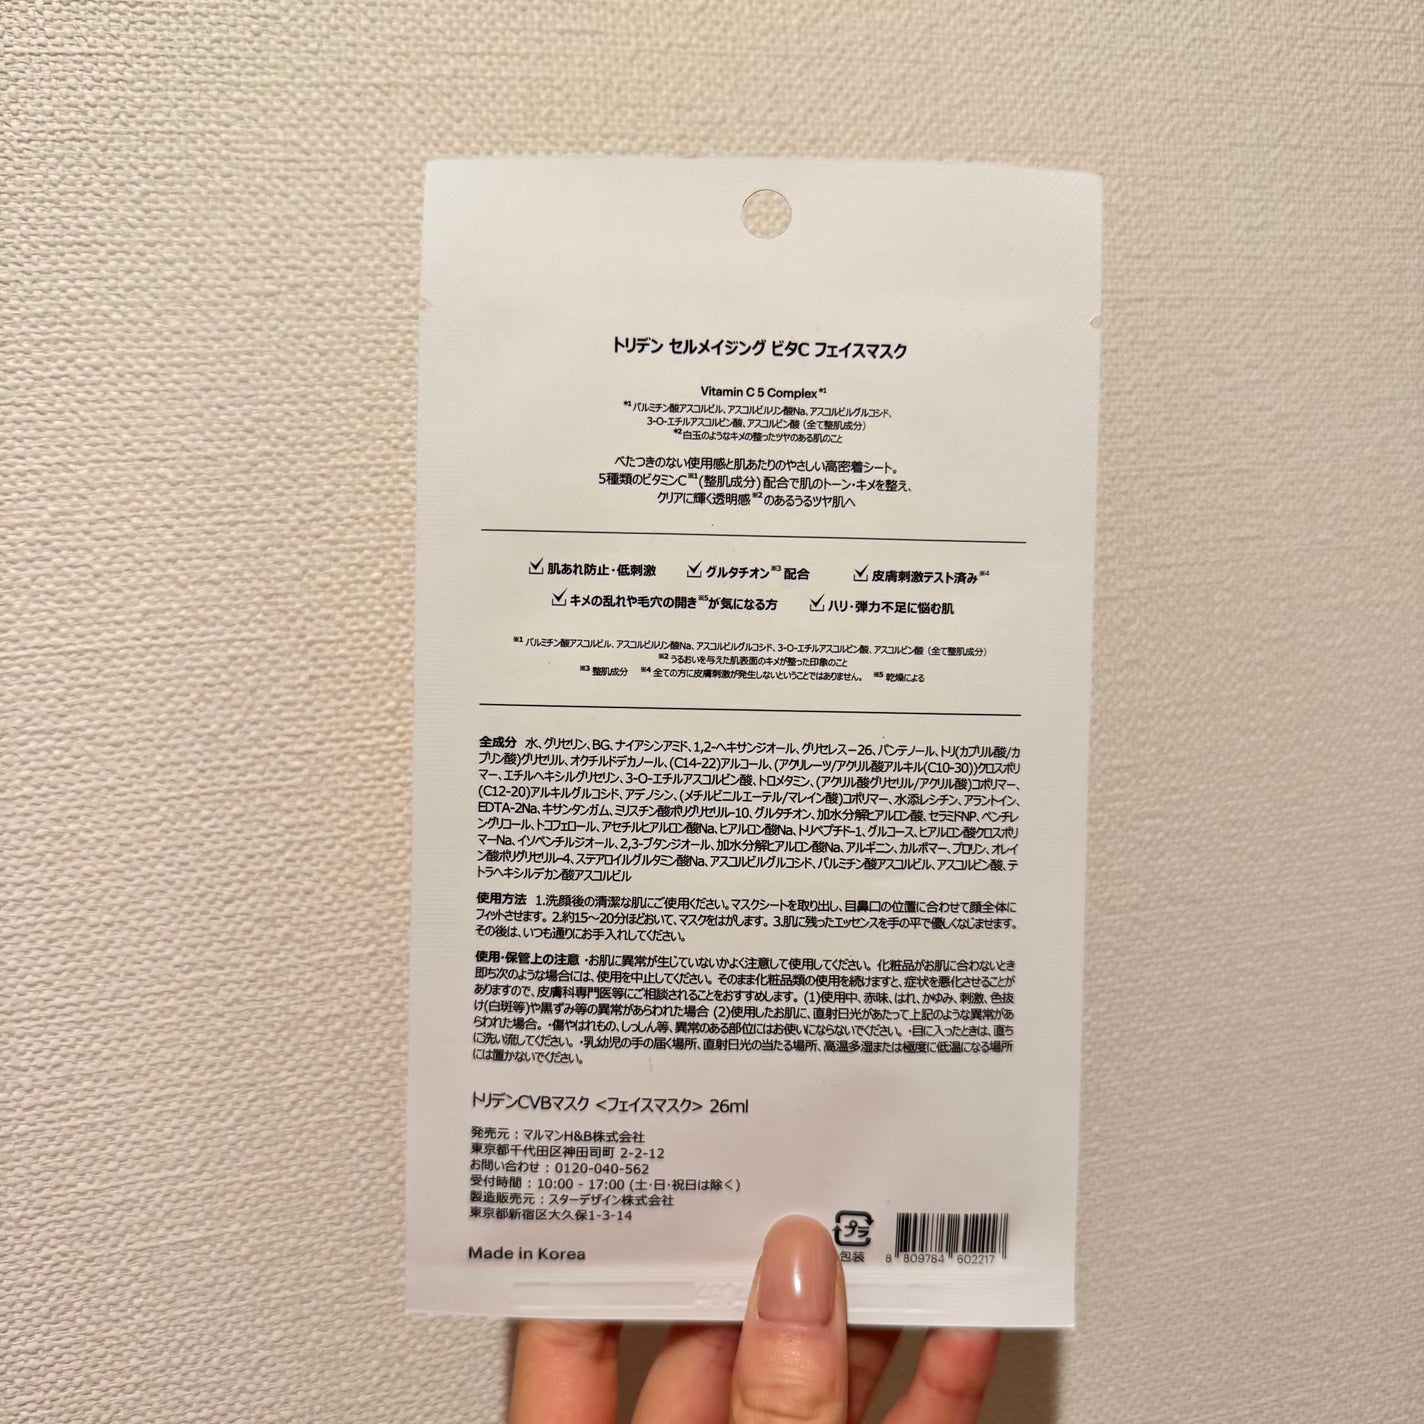 トリデン セルメイジング ビタC フェイスマスク
Vitamin C 5 Complex*1
*1 パルミチン酸アスコルビル、アスコルビルリン酸Na、アスコルビルグルコシド、
3-O-エチルアスコルビン酸、アスコルビン酸（全て整肌成分）
*2 白玉のようなキメの整ったツヤのある肌のこと
べたつきのない使用感と肌あたりのやさしい高密着シート。
5種類のビタミンC※1(整肌成分) 配合で肌のトーン・キメを整え、
クリアに輝く透明感※2のあるうるツヤ肌へ
肌あれ防止・低刺激 グルタチオン※3配合 皮膚刺激テスト済み※4
キメの乱れや毛穴の開き※5が気になる方 ハリ・弾力不足に悩む肌
※1 パルミチン酸アスコルビル、アスコルビルリン酸Na、アスコルビルグルコシド、3-O-エチルアスコルビン酸、アスコルビン酸（全て整肌成分）
※2 うるおいを与えた肌表面のキメが整った印象のこと
※3 整肌成分 ※4 全ての方に皮膚刺激が発生しないということではありません。 ※5 乾燥による
全成分 水、グリセリン、BG、ナイアシンアミド、1,2-ヘキサンジオール、グリセレス－26、パンテノール、トリ(カプリル酸/カ
プリン酸)グリセリル、オクチルドデカノール、(C14-22)アルコール、(アクリレーツ/アクリル酸アルキル(C10-30))クロスポリ
マー、エチルヘキシルグリセリン、3-O-エチルアスコルビン酸、トロメタミン、(アクリル酸グリセリル/アクリル酸)コポリマー、
(C12-20)アルキルグルコシド、アデノシン、(メチルビニルエーテル/マレイン酸)コポリマー、水添レシチン、アラントイン、
EDTA-2Na、キサンタンガム、ミリスチン酸ポリグリセリル-10、グルタチオン、加水分解ヒアルロン酸、セラミドNP、ペンチレ
ングリコール、トコフェロール、アセチルヒアルロン酸Na、ヒアルロン酸Na、トリペプチド-1、グルコース、ヒアルロン酸クロスポリ
マーNa、イソペンチルジオール、2,3-ブタンジオール、加水分解ヒアルロン酸Na、アルギニン、カルボマー、プロリン、オレイ
ン酸ポリグリセリル-4、ステアロイルグルタミン酸Na、アスコルビルグルコシド、パルミチン酸アスコルビル、アスコルビン酸、テ
トラヘキシルデカン酸アスコルビル
使用方法 1.洗顔後の清潔な肌にご使用ください。マスクシートを取り出し、目鼻口の位置に合わせて顔全体に
フィットさせます。2.約15～20分ほどおいて、マスクをはがします。3.肌に残ったエッセンスを手の平で優しくなじませます。
その後は、いつも通りにお手入れしてください。
使用・保管上の注意 ・お肌に異常が生じていないかよく注意して使用してください。化粧品がお肌に合わないとき
即ち次のような場合には、使用を中止してください。そのまま化粧品類の使用を続けますと、症状を悪化させることが
ありますので、皮膚科専門医等にご相談されることをおすすめします。(1)使用中、赤味、はれ、かゆみ、刺激、色抜
け(白斑等)や黒ずみ等の異常があらわれた場合 (2)使用したお肌に、直射日光があたって上記のような異常があ
らわれた場合。・傷やはれもの、しっしん等、異常のある部位にはお使いにならないでください。・目に入ったときは、直ち
に洗い流してください。・乳幼児の手の届く場所、直射日光の当たる場所、高温多湿または極度に低温になる場所
には置かないでください。
トリデンCVBマスク <フェイスマスク> 26ml
発売元：マルマンH&B株式会社
東京都千代田区神田司町 2-2-12
お問い合わせ：0120-040-562
受付時間：10:00 - 17:00 (土・日・祝日は除く)
製造販売元：スターデザイン株式会社
東京都新宿区大久保1-3-14
Made in Korea
プラ
包装
8 809784 602217